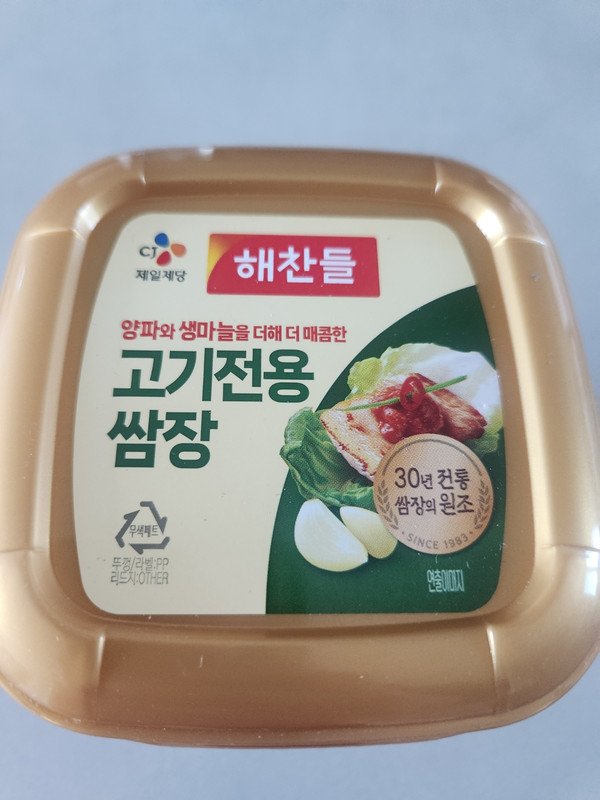 CJ
제일제당
해찬들
양파와 생마늘을 더해 더 매콤한
고기전용
쌈장
30년 전통
쌈장의 원조
SINCE 1983
무색페트
뚜껑/라벨:PP
리드지:OTHER
연출이미지